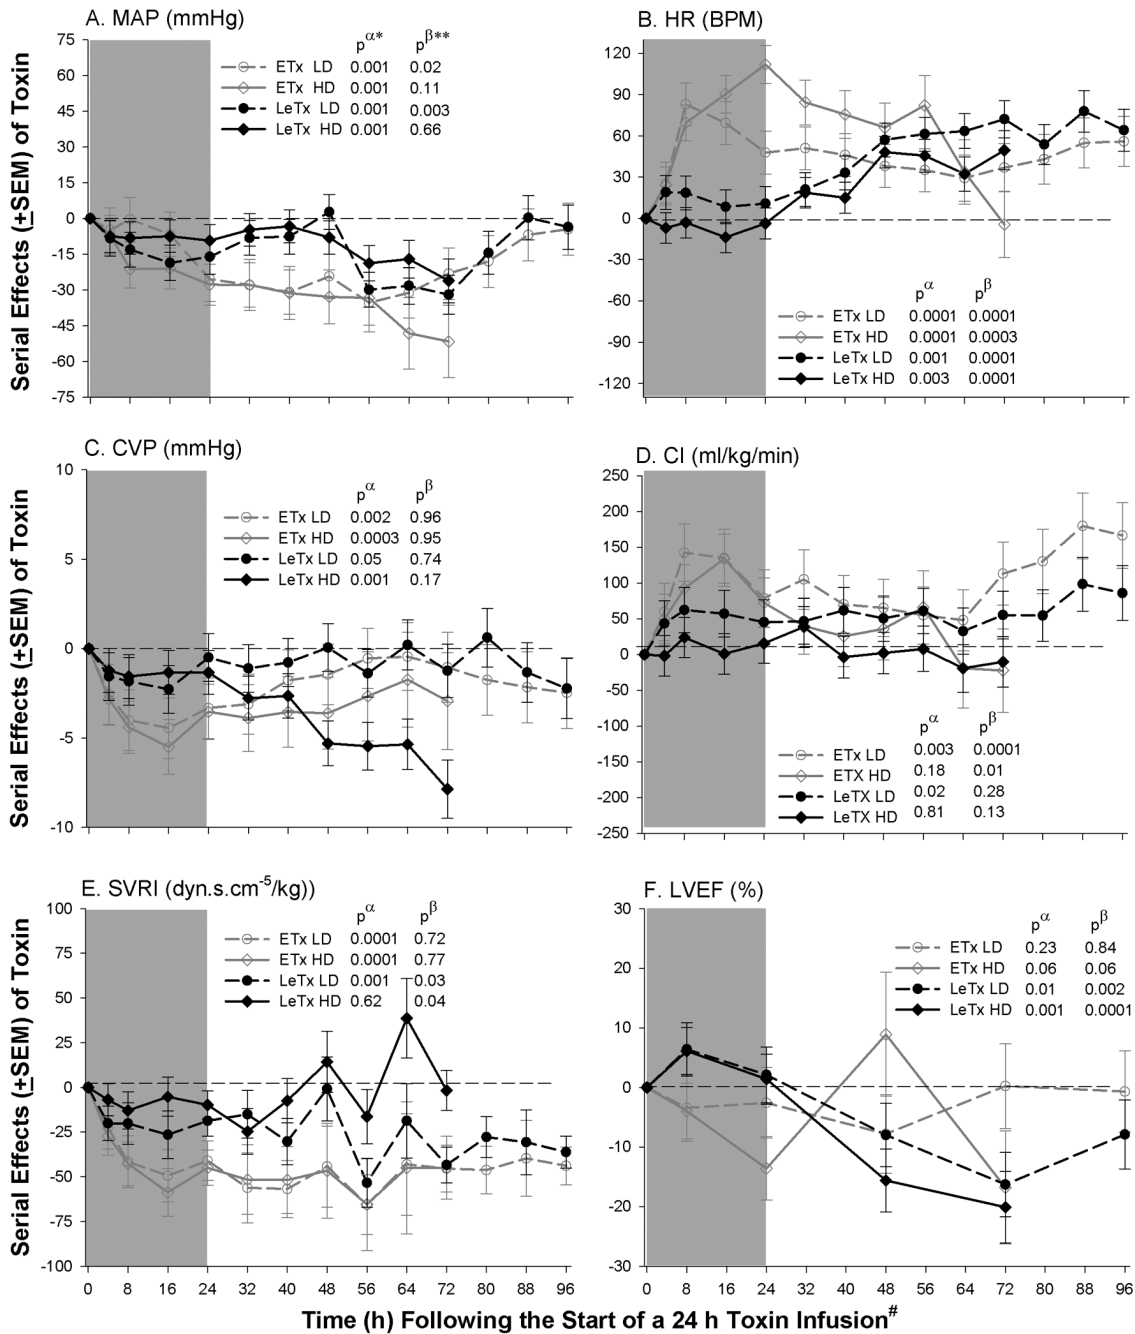 A. MAP (mmHg)
75
60
45
30
15
0
-15
-30
-45
-60
-75
pα* pβ**
ETx LD 0.001 0.02
ETx HD 0.001 0.11
LeTx LD 0.001 0.003
LeTx HD 0.001 0.66
Serial Effects (±SEM) of Toxin
B. HR (BPM)
120
90
60
30
0
-30
-60
-90
-120
pα pβ
ETx LD 0.0001 0.0001
ETx HD 0.0001 0.0003
LeTx LD 0.001 0.0001
LeTx HD 0.003 0.0001
C. CVP (mmHg)
10
5
0
-5
-10
pα pβ
ETx LD 0.002 0.96
ETx HD 0.0003 0.95
LeTx LD 0.05 0.74
LeTx HD 0.001 0.17
Serial Effects (±SEM) of Toxin
D. CI (ml/kg/min)
250
200
150
100
50
0
-50
-100
-150
-200
-250
pα pβ
ETx LD 0.003 0.0001
ETX HD 0.18 0.01
LeTX LD 0.02 0.28
LeTX HD 0.81 0.13
E. SVRI (dyn.s.cm-5/kg))
100
75
50
25
0
-25
-50
-75
-100
pα pβ
ETx LD 0.0001 0.72
ETx HD 0.0001 0.77
LeTx LD 0.001 0.03
LeTx HD 0.62 0.04
Serial Effects (±SEM) of Toxin
0 8 16 24 32 40 48 56 64 72 80 88 96
F. LVEF (%)
30
20
10
0
-10
-20
-30
pα pβ
ETx LD 0.23 0.84
ETx HD 0.06 0.06
LeTx LD 0.01 0.002
LeTx HD 0.001 0.0001
0 8 16 24 32 40 48 56 64 72 80 88 96
Time (h) Following the Start of a 24 h Toxin Infusion#